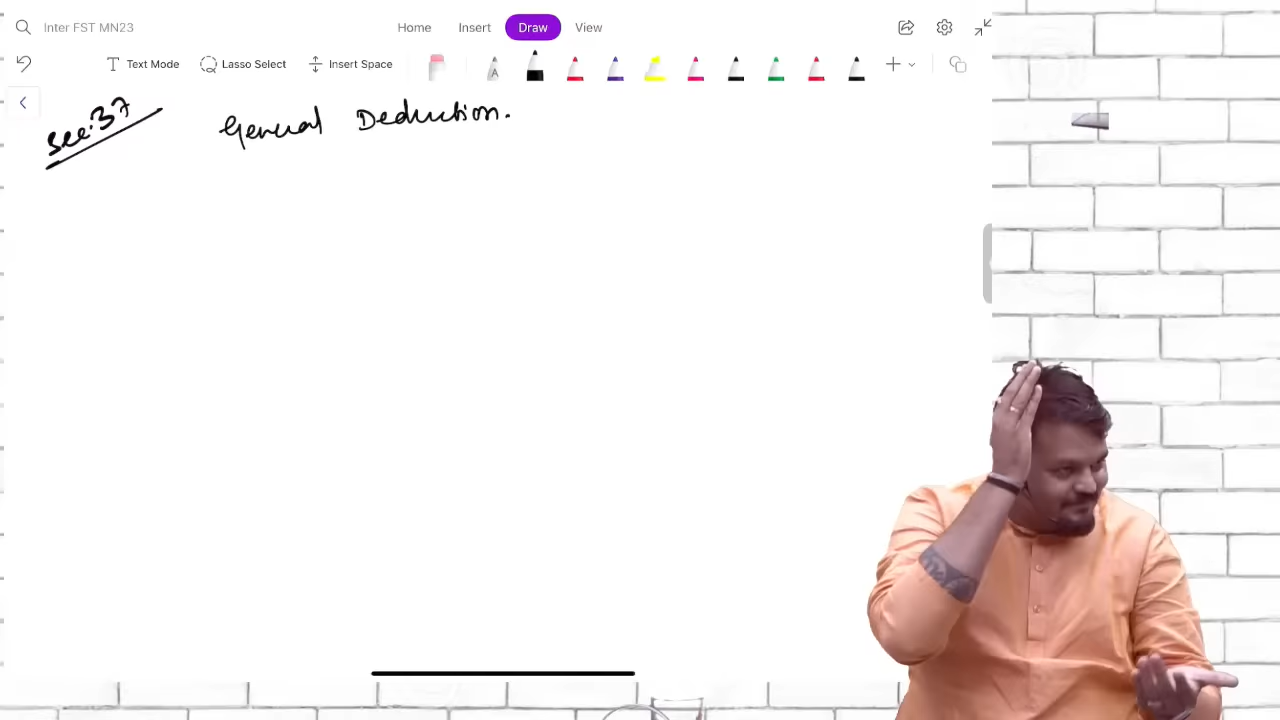 Inter FST MN23
Home Insert Draw View
Text Mode Lasso Select Insert Space
A
Sec. 37 General Deduction.